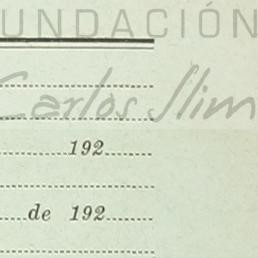 UNDACIÓN
Carlos Slim
192
de 192